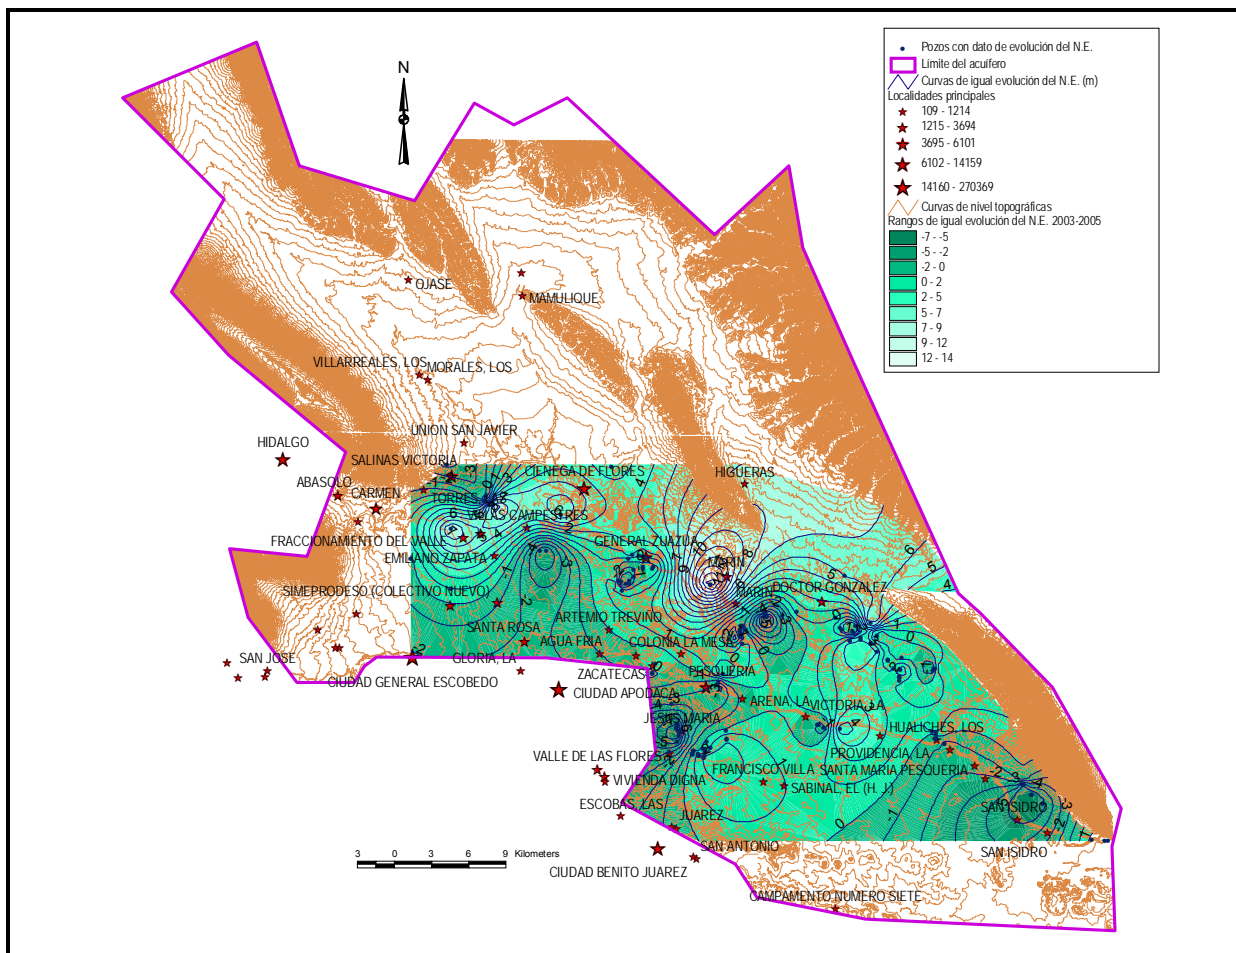 Pozos con dato de evolución del N.E.
Límite del acuífero
Curvas de igual evolución del N.E. (m)
Localidades principales
109 - 1214
1215 - 3694
3695 - 6101
6102 - 14159
14160 - 270369
Curvas de nivel topográficas
Rangos de igual evolución del N.E. 2003-2005
-7 - -5
-5 - -2
-2 - 0
0 - 2
2 - 5
5 - 7
7 - 9
9 - 12
12 - 14
N
OJASE
MAMULIQUE
VILLARREALES, LOS
MORALES, LOS
UNION SAN JAVIER
HIDALGO
SALINAS VICTORIA
CIENEGA DE FLORES
HIGUERAS
ABASOLO
CARMEN
TORRES
VILLAS CAMPESTRES
FRACCIONAMIENTO DEL VALLE
GENERAL ZUAZUA
EMILIANO ZAPATA
MARIN
MARIN
DOCTOR GONZALEZ
SIMEPRODESO (COLECTIVO NUEVO)
ARTEMIO TREVIÑO
SANTA ROSA
AGUA FRIA
COLONIA LA MESA
SAN JOSE
GLORIA, LA
ZACATECAS
PESQUERIA
CIUDAD GENERAL ESCOBEDO
CIUDAD APODACA
ARENA, LA
VICTORIA, LA
JESUS MARIA
HUALICHES, LOS
PROVIDENCIA, LA
VALLE DE LAS FLORES
FRANCISCO VILLA
SANTA MARIA PESQUERIA
VIVIENDA DIGNA
SABINAL, EL (H. J.)
ESCOBAS, LAS
JUAREZ
SAN ISIDRO
SAN ANTONIO
SAN ISIDRO
CIUDAD BENITO JUAREZ
CAMPAMENTO NUMERO SIETE
3 0 3 6 9 Kilometers